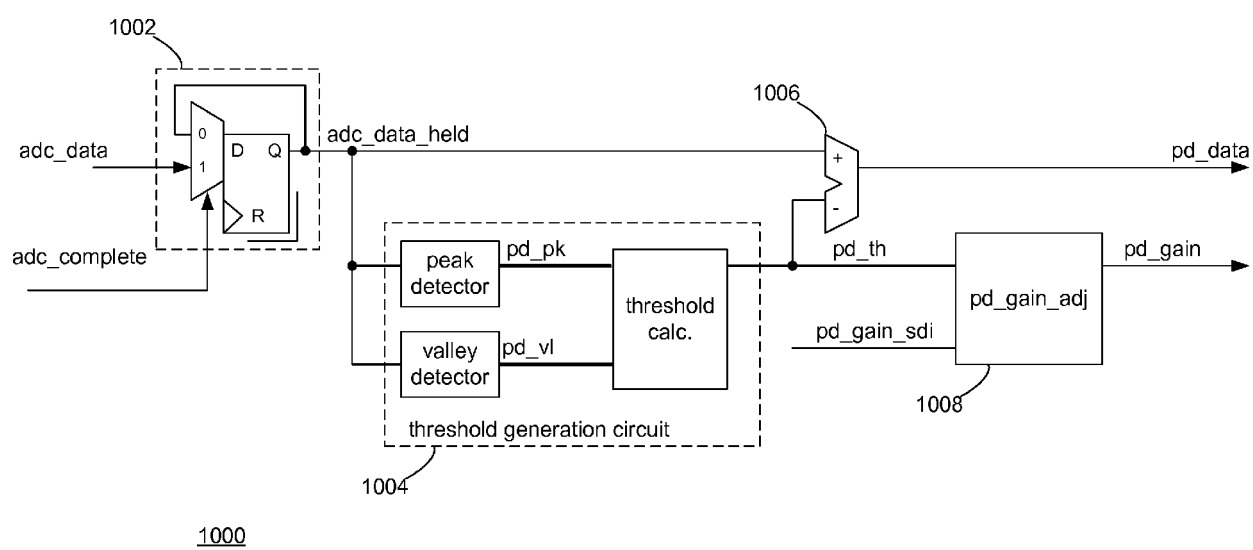 1002
0
1
D
Q
R
adc_data
adc_complete
adc_data_held
1006
+
-
pd_data
peak
detector
pd_pk
valley
detector
pd_vl
threshold
calc.
threshold generation circuit
1004
pd_th
pd_gain_sdi
pd_gain_adj
pd_gain
1008
1000